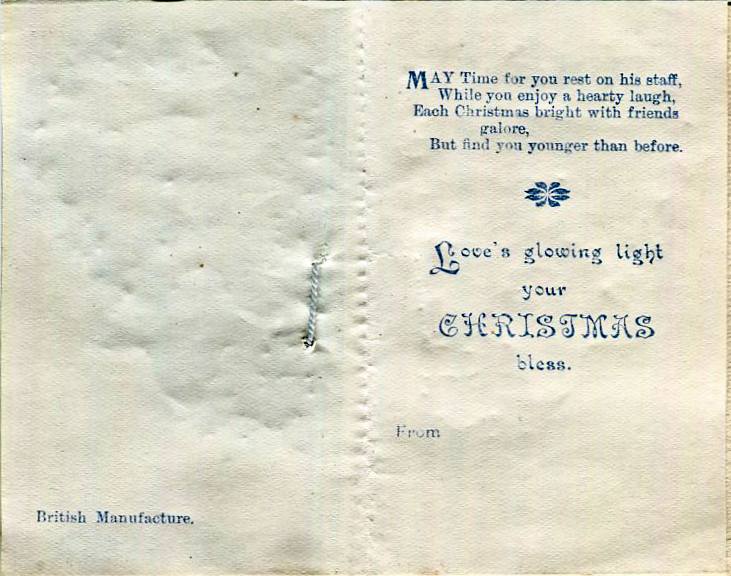 MAY Time for you rest on his staff,
While you enjoy a hearty laugh,
Each Christmas bright with friends
galore,
But find you younger than before.
Love's glowing light
your
CHRISTMAS
bless.
From
British Manufacture.